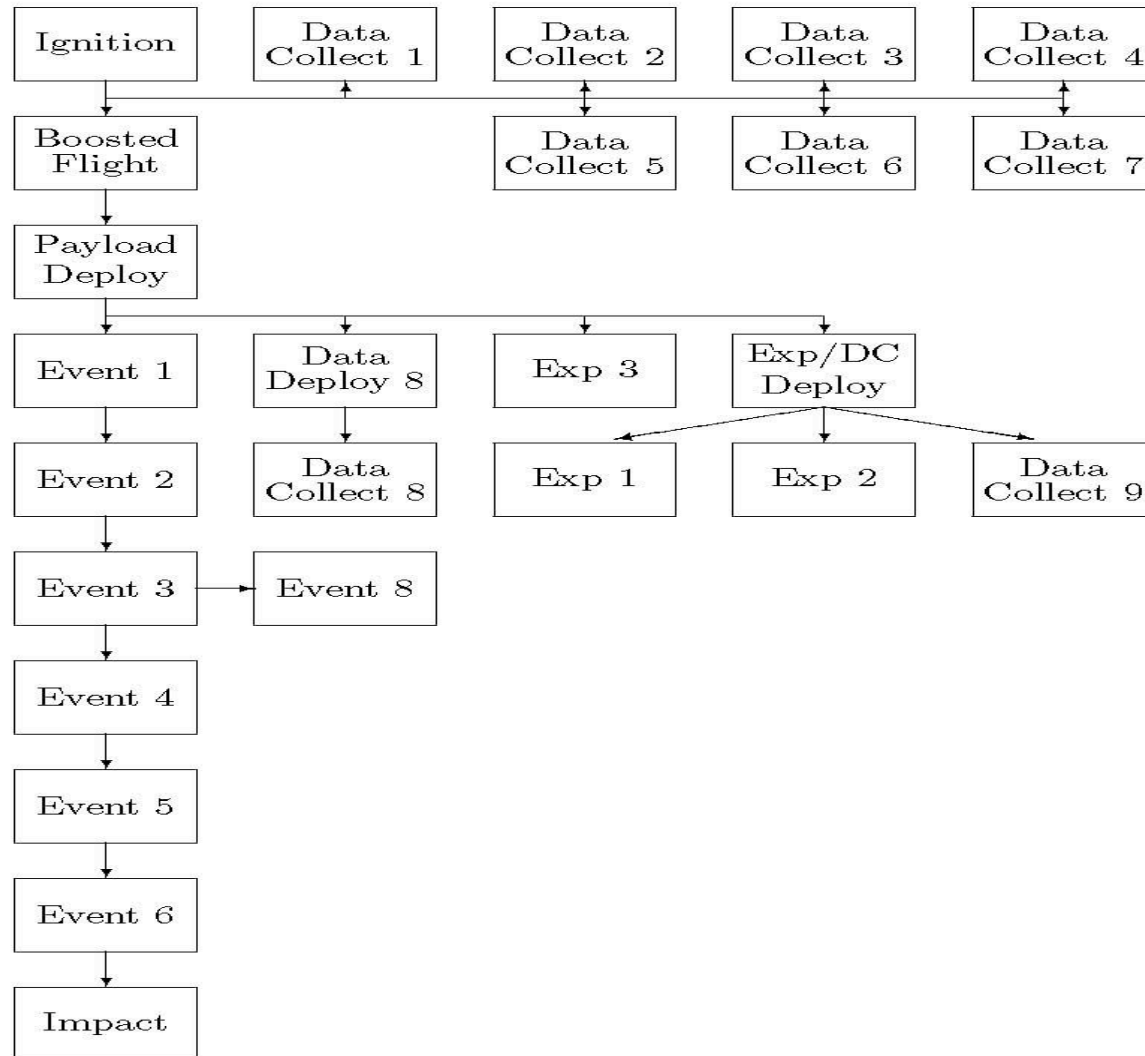 Ignition
Data
Collect 1
Data
Collect 2
Data
Collect 3
Data
Collect 4
Boosted
Flight
Data
Collect 5
Data
Collect 6
Data
Collect 7
Payload
Deploy
Event 1
Data
Deploy 8
Exp 3
Exp/DC
Deploy
Event 2
Data
Collect 8
Exp 1
Exp 2
Data
Collect 9
Event 3
Event 8
Event 4
Event 5
Event 6
Impact